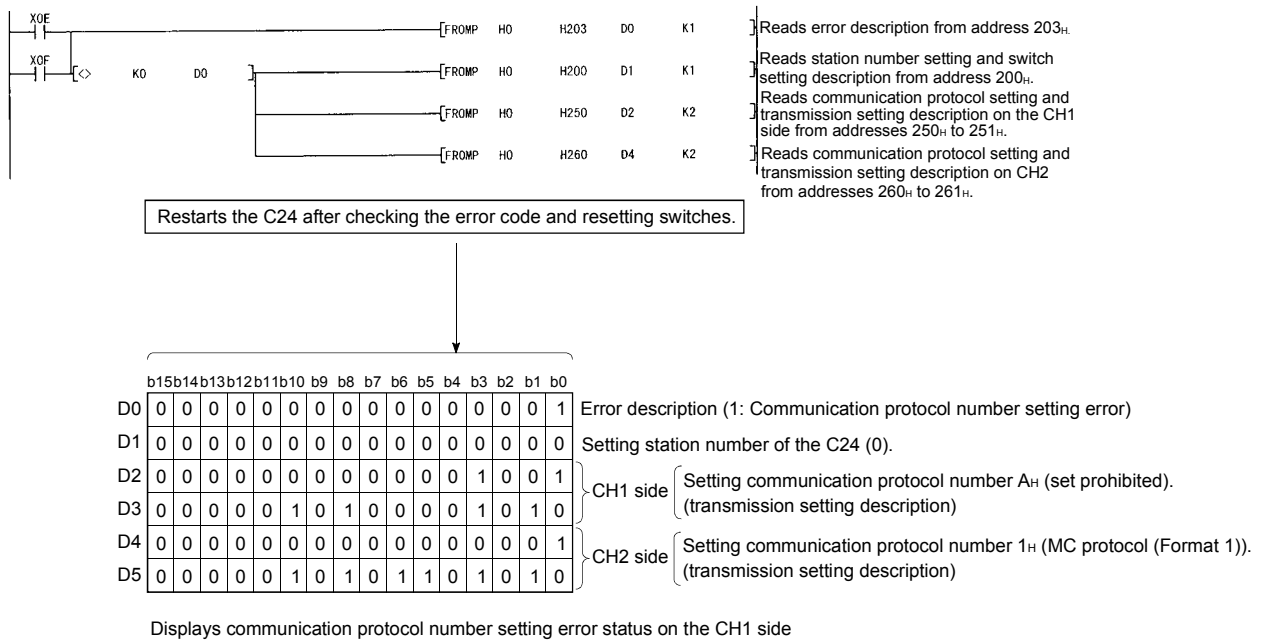 X0E
[FROMP H0 H203 D0 K1 ]
Reads error description from address 203H.
X0F
[<> K0 D0 ]
[FROMP H0 H200 D1 K1 ]
Reads station number setting and switch
setting description from address 200H.
[FROMP H0 H250 D2 K2 ]
Reads communication protocol setting and
transmission setting description on the CH1
side from addresses 250H to 251H.
[FROMP H0 H260 D4 K2 ]
Reads communication protocol setting and
transmission setting description on CH2
from addresses 260H to 261H.
Restarts the C24 after checking the error code and resetting switches.
b15 b14 b13 b12 b11 b10 b9 b8 b7 b6 b5 b4 b3 b2 b1 b0
D0 0 0 0 0 0 0 0 0 0 0 0 0 0 0 0 1 Error description (1: Communication protocol number setting error)
D1 0 0 0 0 0 0 0 0 0 0 0 0 0 0 0 0 Setting station number of the C24 (0).
D2 0 0 0 0 0 0 0 0 0 0 0 0 1 0 0 1
D3 0 0 0 0 0 1 0 1 0 0 0 0 1 0 1 0
CH1 side
Setting communication protocol number AH (set prohibited).
(transmission setting description)
D4 0 0 0 0 0 0 0 0 0 0 0 0 0 0 0 1
D5 0 0 0 0 0 1 0 1 0 1 1 0 1 0 1 0
CH2 side
Setting communication protocol number 1H (MC protocol (Format 1)).
(transmission setting description)
Displays communication protocol number setting error status on the CH1 side